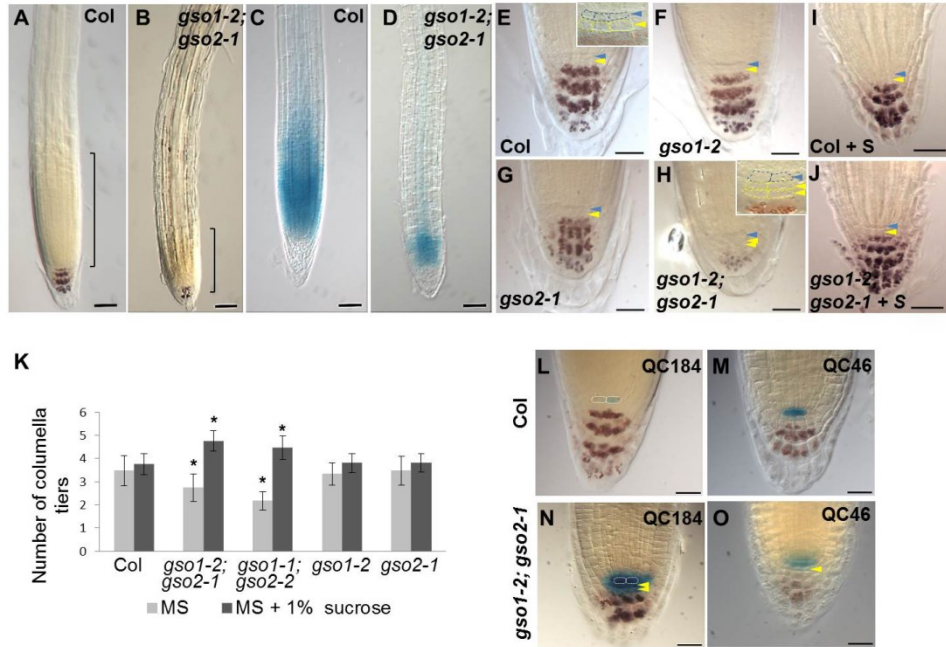 A Col
B gso1-2; gso2-1
C Col
D gso1-2; gso2-1
E Col
F gso1-2
I Col + S
G gso2-1
H gso1-2; gso2-1
J gso1-2; gso2-1 + S
K
Number of columella tiers
6
5
4
3
2
1
0
* * * *
Col
gso1-2; gso2-1
gso1-1; gso2-2
gso1-2
gso2-1
MS
MS + 1% sucrose
Col
L QC184
M QC46
gso1-2; gso2-1
N QC184
O QC46